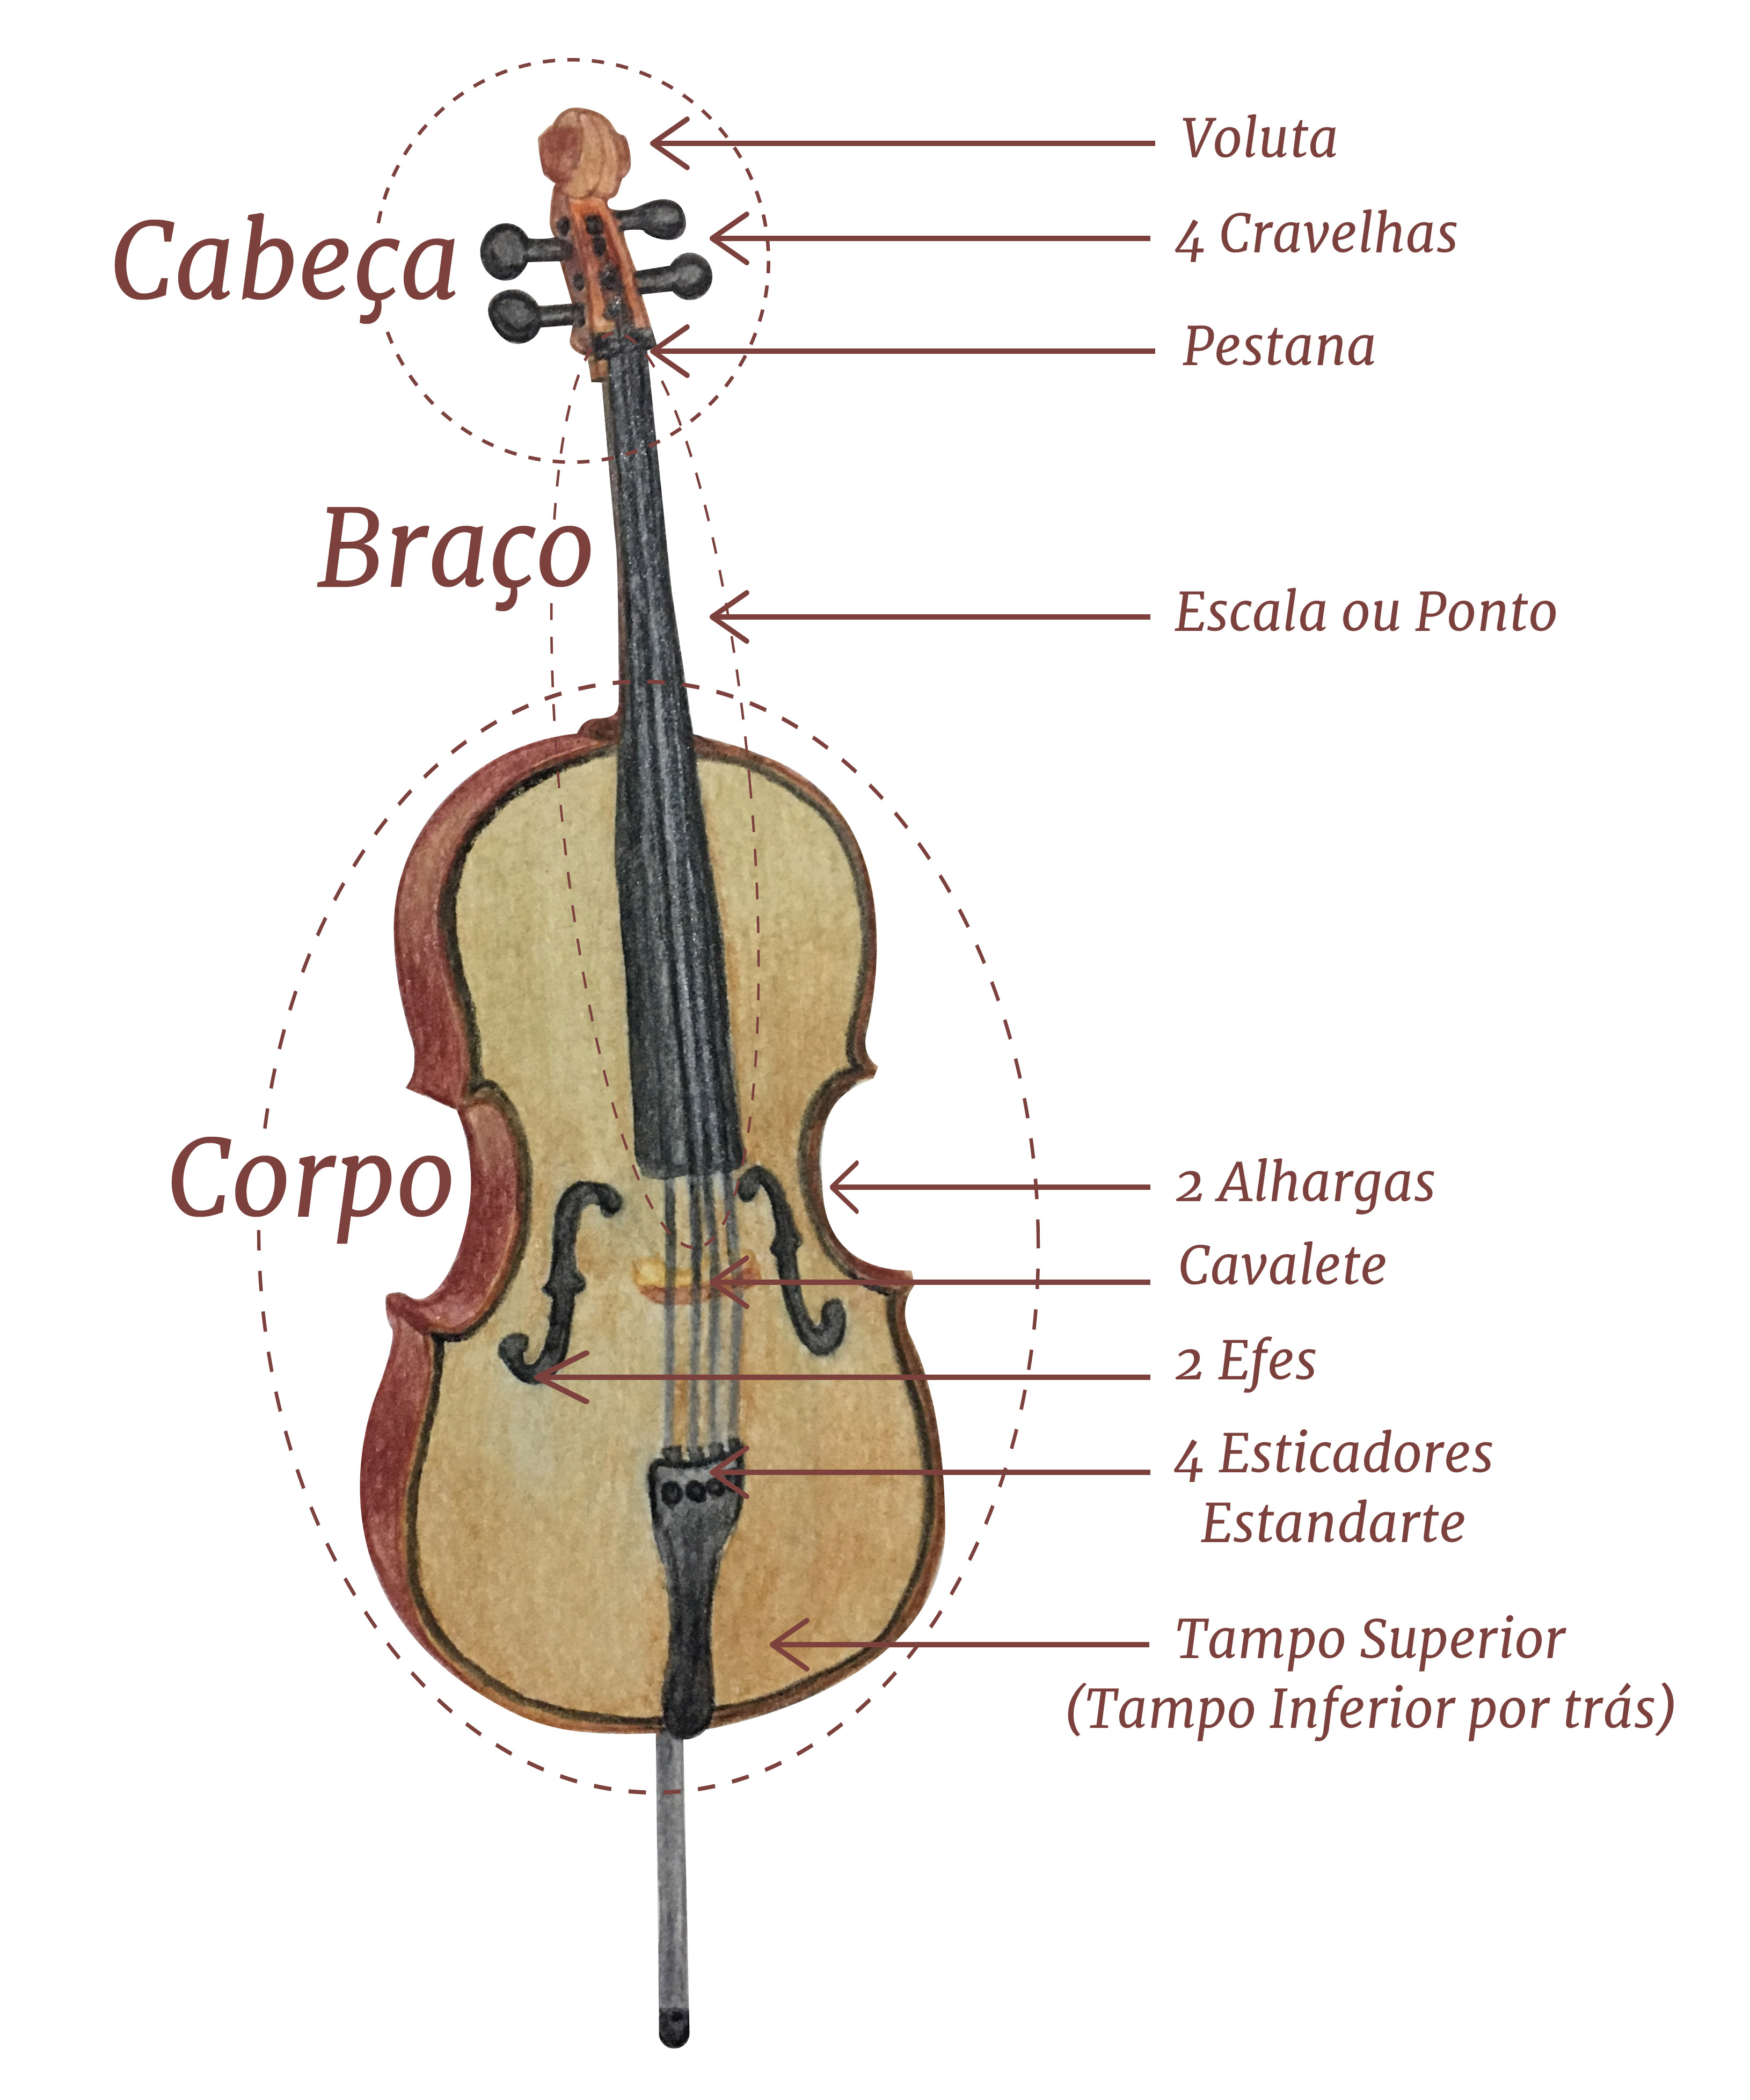 Voluta
4 Cravelhas
Cabeça
Pestana
Braço
Escala ou Ponto
Corpo
2 Alhargas
Cavalete
2 Efes
4 Esticadores
Estandarte
Tampo Superior
(Tampo Inferior por trás)